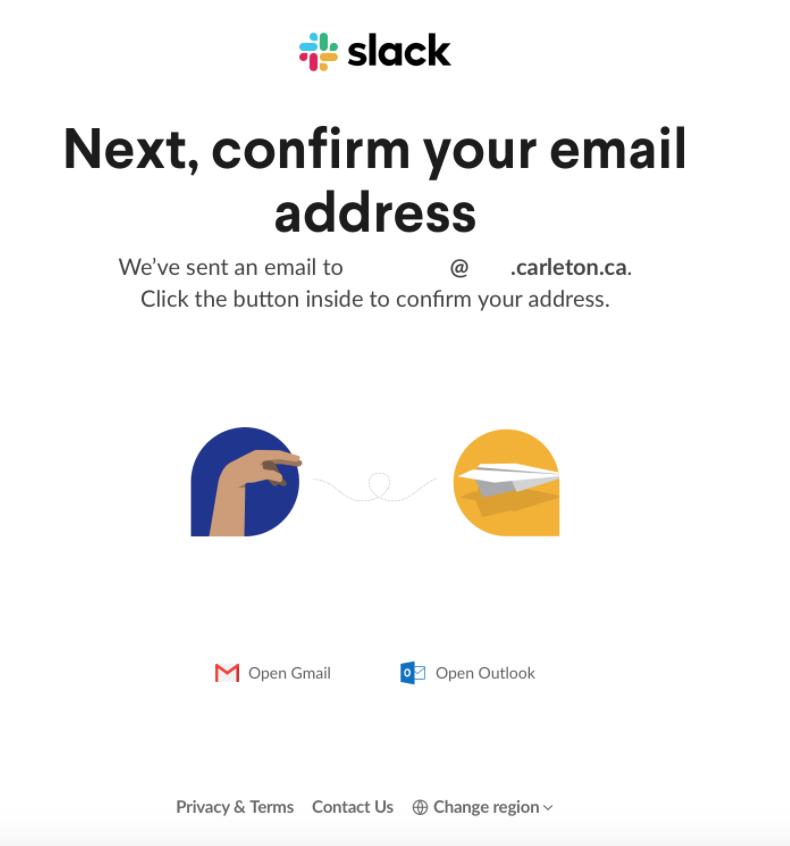 slack
Next, confirm your email
address
We've sent an email to @ .carleton.ca.
Click the button inside to confirm your address.
Open Gmail Open Outlook
Privacy & Terms Contact Us Change region